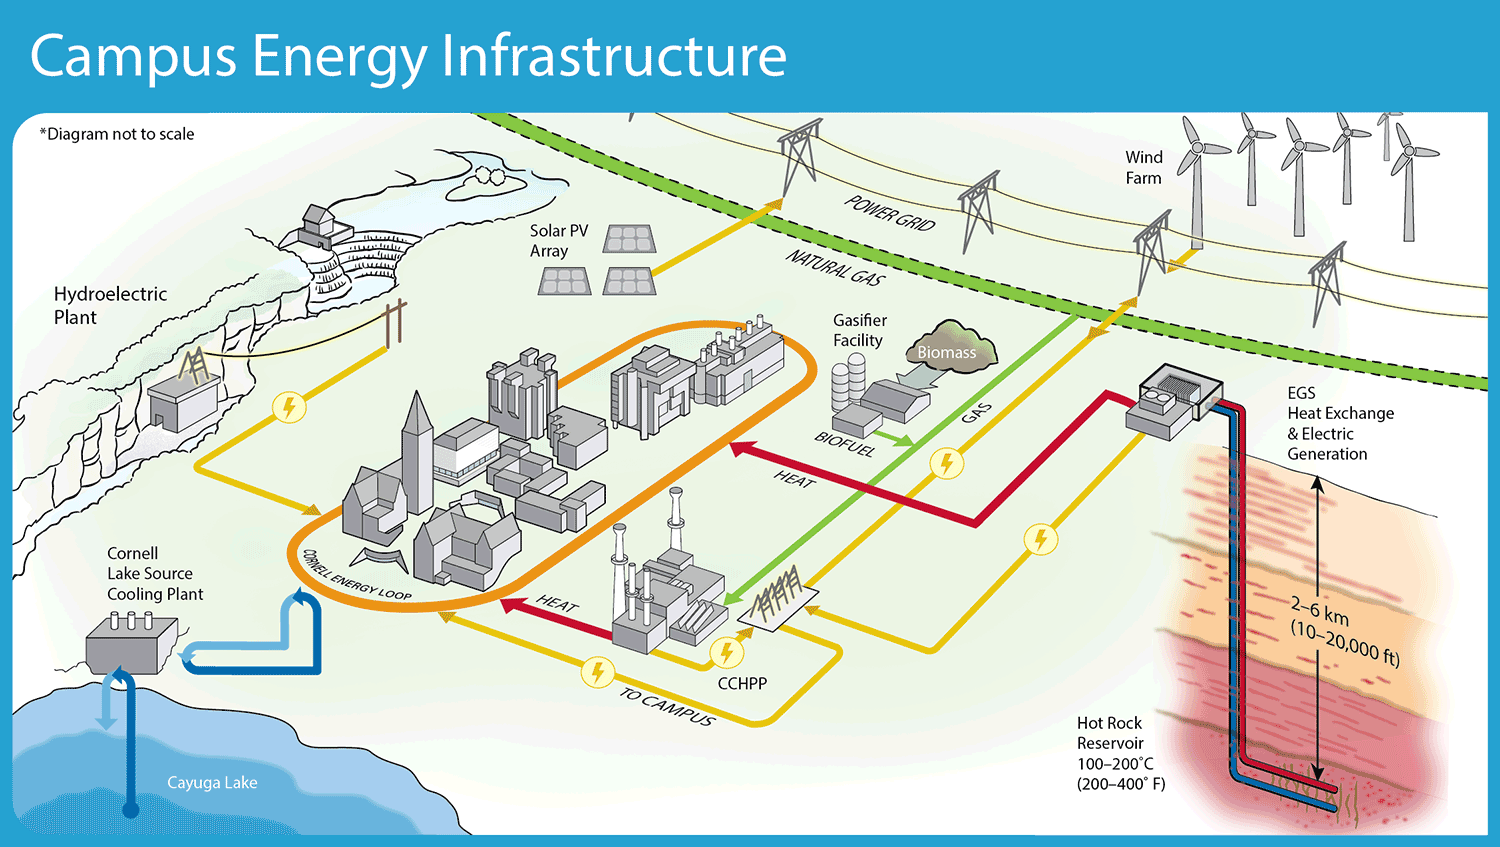 Campus Energy Infrastructure
*Diagram not to scale
Wind
Farm
POWER GRID
Solar PV
Array
NATURAL GAS
Hydroelectric
Plant
Gasifier
Facility
Biomass
EGS
Heat Exchange
& Electric
Generation
GAS
BIOFUEL
HEAT
Cornell
Lake Source
Cooling Plant
CORNELL ENERGY LOOP
HEAT
2–6 km
(10–20,000 ft)
CCHPP
TO CAMPUS
Hot Rock
Reservoir
100–200˚C
(200–400˚ F)
Cayuga Lake